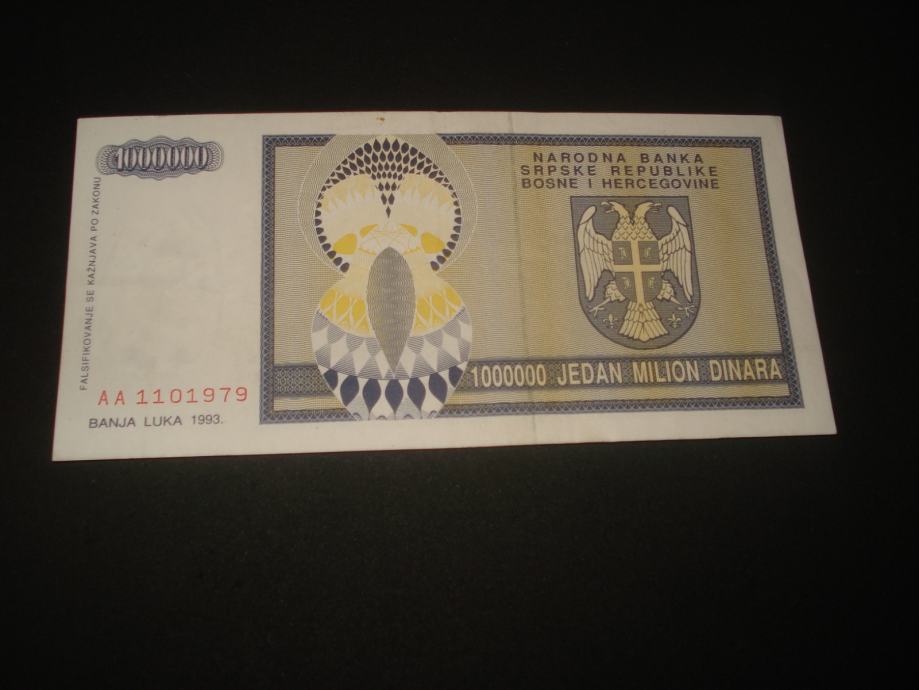 1000000
FALSIFIKOVANJE SE KAŽNJAVA PO ZAKONU
AA 1101979
BANJA LUKA 1993.
NARODNA BANKA
SRPSKE REPUBLIKE
BOSNE I HERCEGOVINE
1000000 JEDAN MILION DINARA